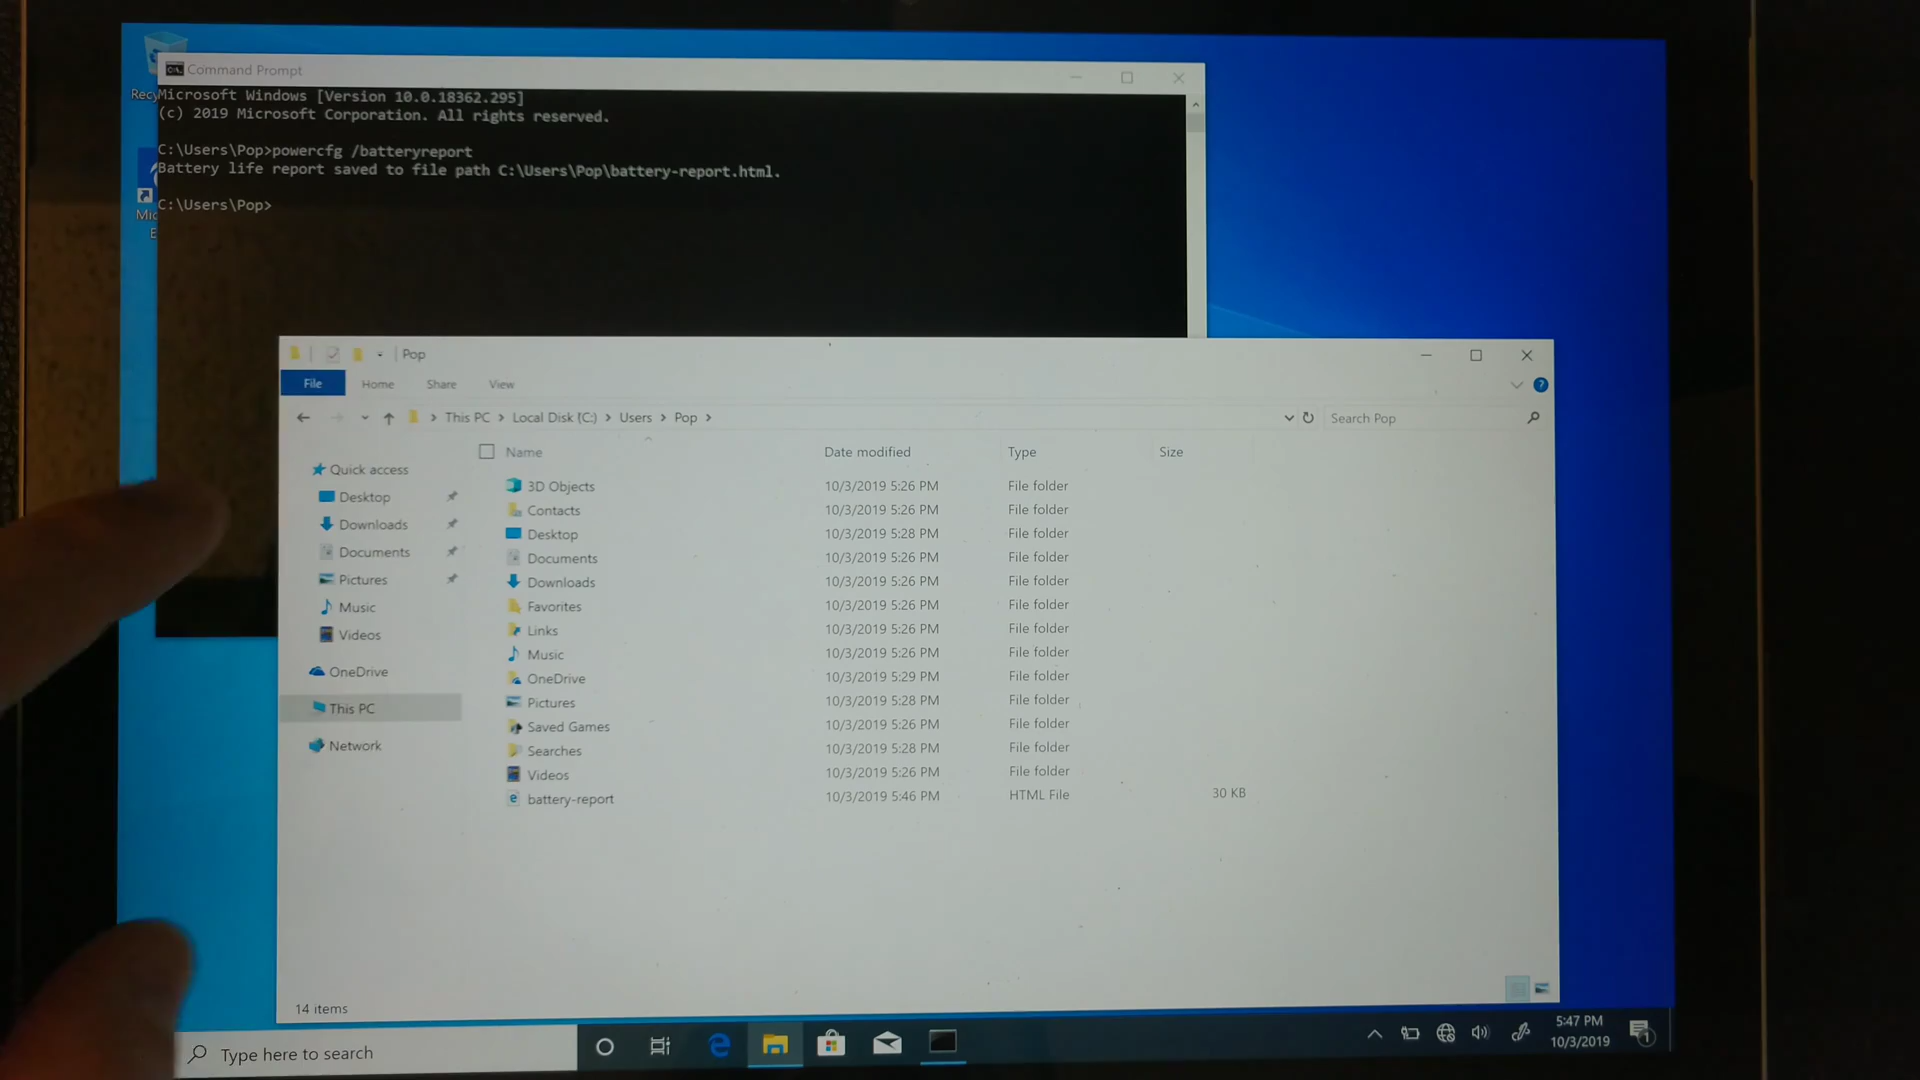 Command Prompt
Microsoft Windows [Version 10.0.18362.295]
(c) 2019 Microsoft Corporation. All rights reserved.
C:\Users\Pop>powercfg /batteryreport
Battery life report saved to file path C:\Users\Pop\battery-report.html.
C:\Users\Pop>
Recy
Mic
E
Pop
File Home Share View
This PC > Local Disk (C:) > Users > Pop >
Search Pop
Name Date modified Type Size
Quick access
Desktop
Downloads
Documents
Pictures
Music
Videos
OneDrive
This PC
Network
3D Objects 10/3/2019 5:26 PM File folder
Contacts 10/3/2019 5:26 PM File folder
Desktop 10/3/2019 5:28 PM File folder
Documents 10/3/2019 5:26 PM File folder
Downloads 10/3/2019 5:26 PM File folder
Favorites 10/3/2019 5:26 PM File folder
Links 10/3/2019 5:26 PM File folder
Music 10/3/2019 5:26 PM File folder
OneDrive 10/3/2019 5:29 PM File folder
Pictures 10/3/2019 5:28 PM File folder
Saved Games 10/3/2019 5:26 PM File folder
Searches 10/3/2019 5:28 PM File folder
Videos 10/3/2019 5:26 PM File folder
battery-report 10/3/2019 5:46 PM HTML File 30 KB
14 items
Type here to search
5:47 PM
10/3/2019
1